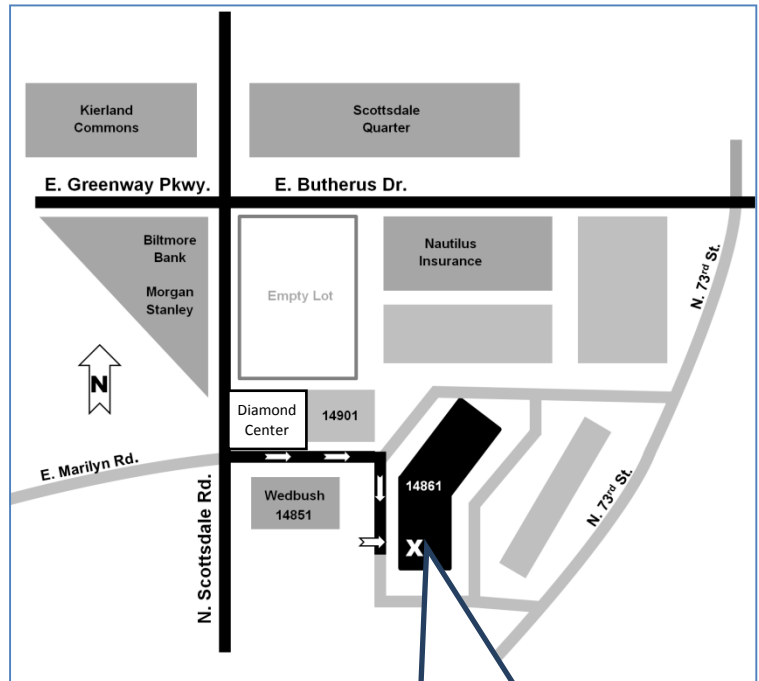 Kierland
Commons
Scottsdale
Quarter
E. Greenway Pkwy.
E. Butherus Dr.
Biltmore
Bank
Morgan
Stanley
Empty Lot
Nautilus
Insurance
N. 73rd St.
N
Diamond
Center
14901
E. Marilyn Rd.
Wedbush
14851
14861
X
N. Scottsdale Rd.
N. 73rd St.